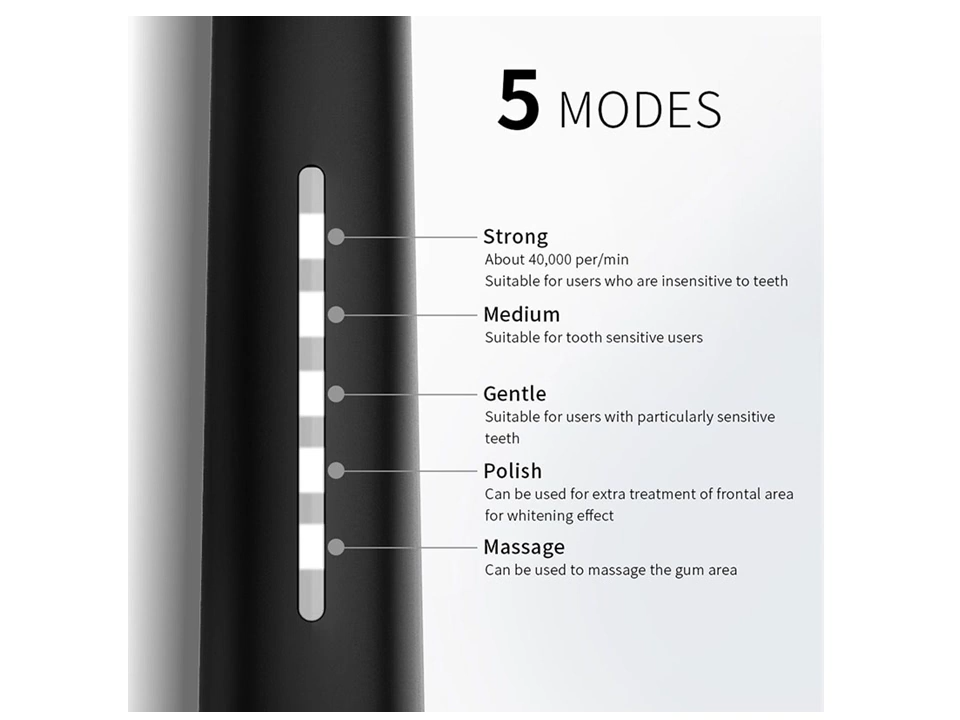 5 MODES
Strong
About 40,000 per/min
Suitable for users who are insensitive to teeth
Medium
Suitable for tooth sensitive users
Gentle
Suitable for users with particularly sensitive
teeth
Polish
Can be used for extra treatment of frontal area
for whitening effect
Massage
Can be used to massage the gum area